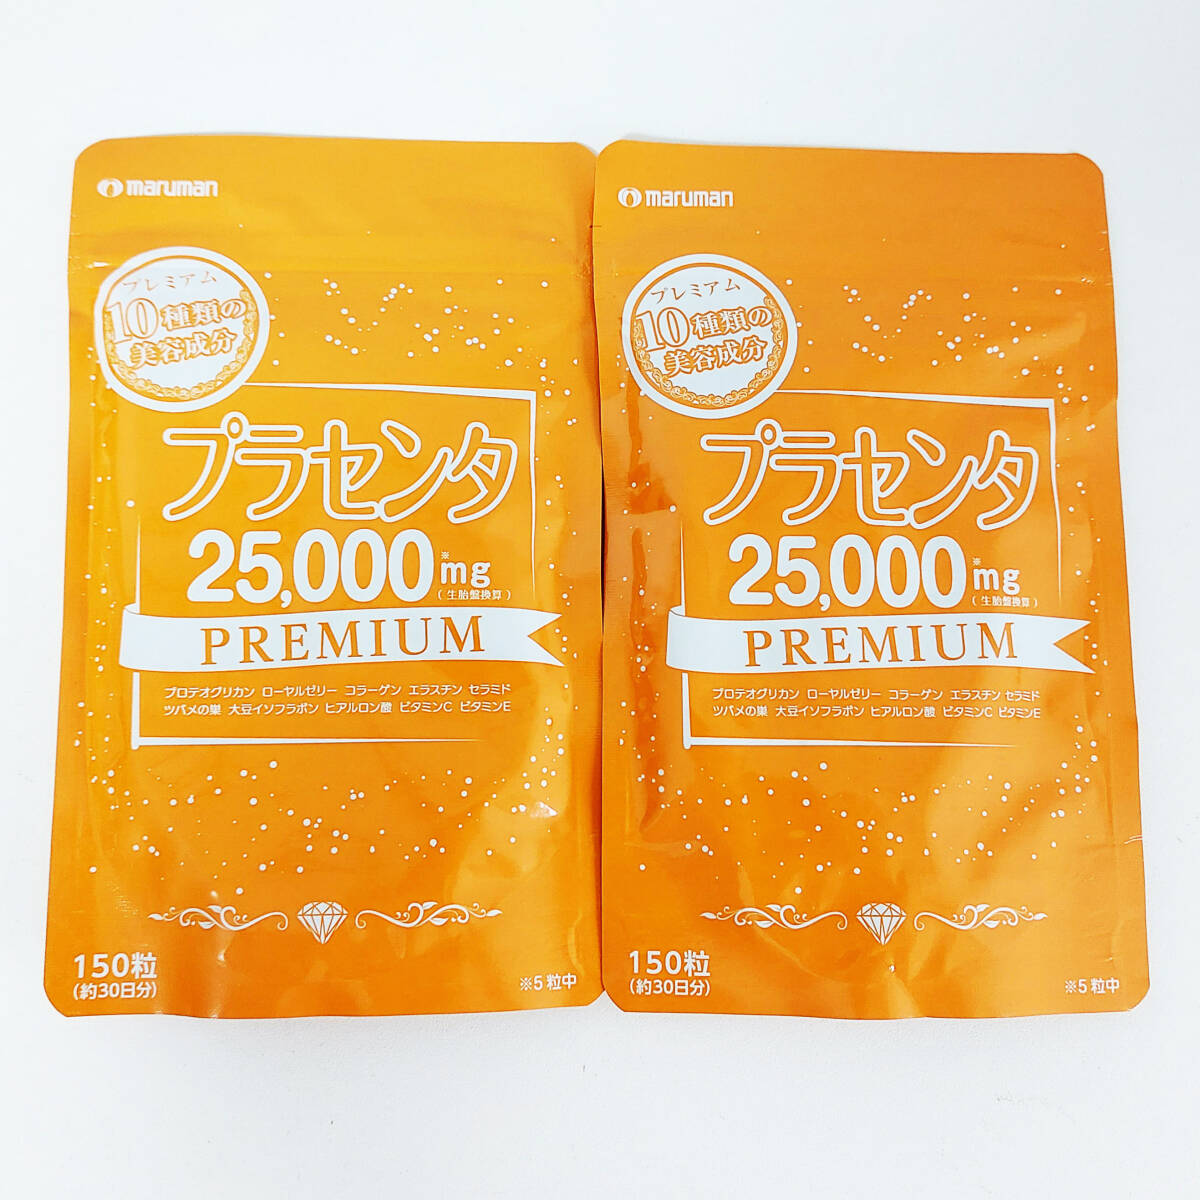 maruman
プレミアム
10種類の
美容成分
プラセンタ
25,000mg※
(生胎盤換算)
PREMIUM
プロテオグリカン ローヤルゼリー コラーゲン エラスチン セラミド
ツバメの巣 大豆イソフラボン ヒアルロン酸 ビタミンC ビタミンE
150粒
(約30日分)
※5粒中
maruman
プレミアム
10種類の
美容成分
プラセンタ
25,000mg※
(生胎盤換算)
PREMIUM
プロテオグリカン ローヤルゼリー コラーゲン エラスチン セラミド
ツバメの巣 大豆イソフラボン ヒアルロン酸 ビタミンC ビタミンE
150粒
(約30日分)
※5粒中